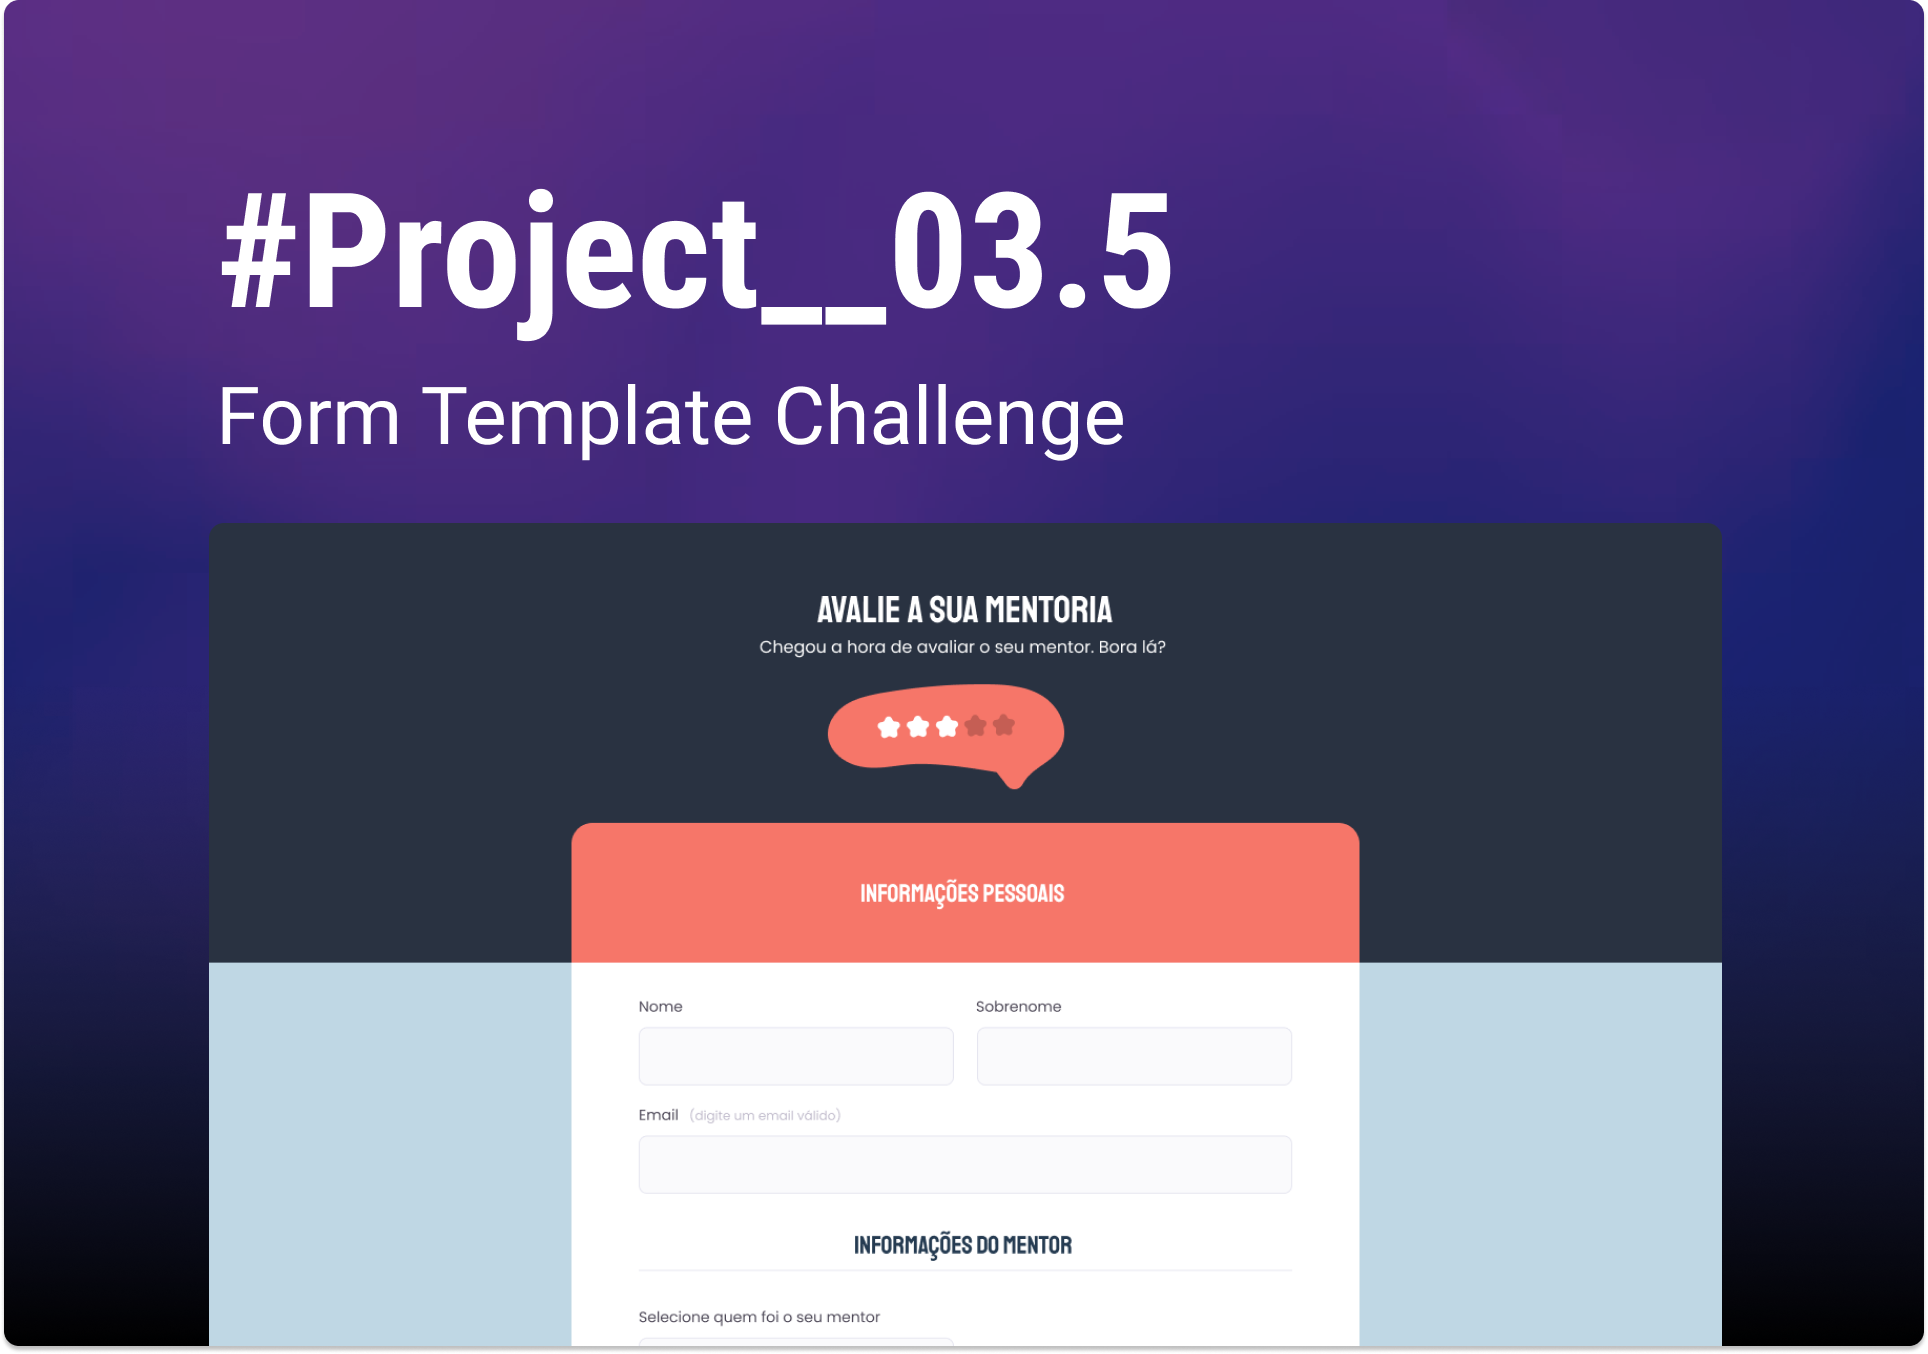 #Project__03.5
Form Template Challenge
AVALIE A SUA MENTORIA
Chegou a hora de avaliar o seu mentor. Bora lá?
INFORMAÇÕES PESSOAIS
Nome
Sobrenome
Email (digite um email válido)
INFORMAÇÕES DO MENTOR
Selecione quem foi o seu mentor